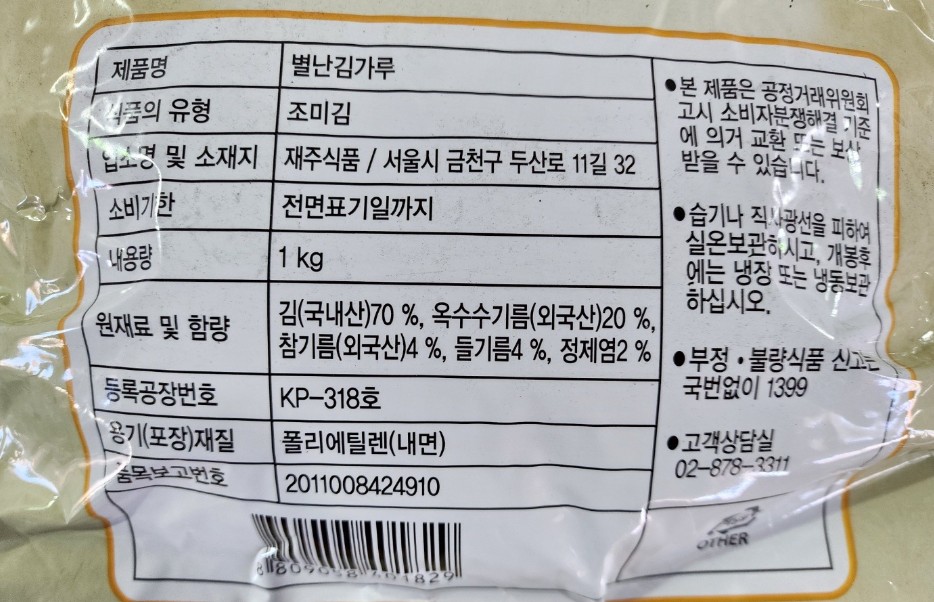 제품명 별난김가루
식품의 유형 조미김
업소명 및 소재지 재주식품 / 서울시 금천구 두산로 11길 32
소비기한 전면표기일까지
내용량 1 kg
원재료 및 함량 김(국내산)70 %, 옥수수기름(외국산)20 %,
참기름(외국산)4 %, 들기름4 %, 정제염2 %
등록공장번호 KP-318호
용기(포장)재질 폴리에틸렌(내면)
품목보고번호 2011008424910
●본 제품은 공정거래위원회
고시 소비자분쟁해결 기준
에 의거 교환 또는 보상
받을 수 있습니다.
●습기나 직사광선을 피하여
실온보관하시고, 개봉후
에는 냉장 또는 냉동보관
하십시오.
●부정•불량식품 신고는
국번없이 1399
●고객상담실
02-878-3311
OTHER